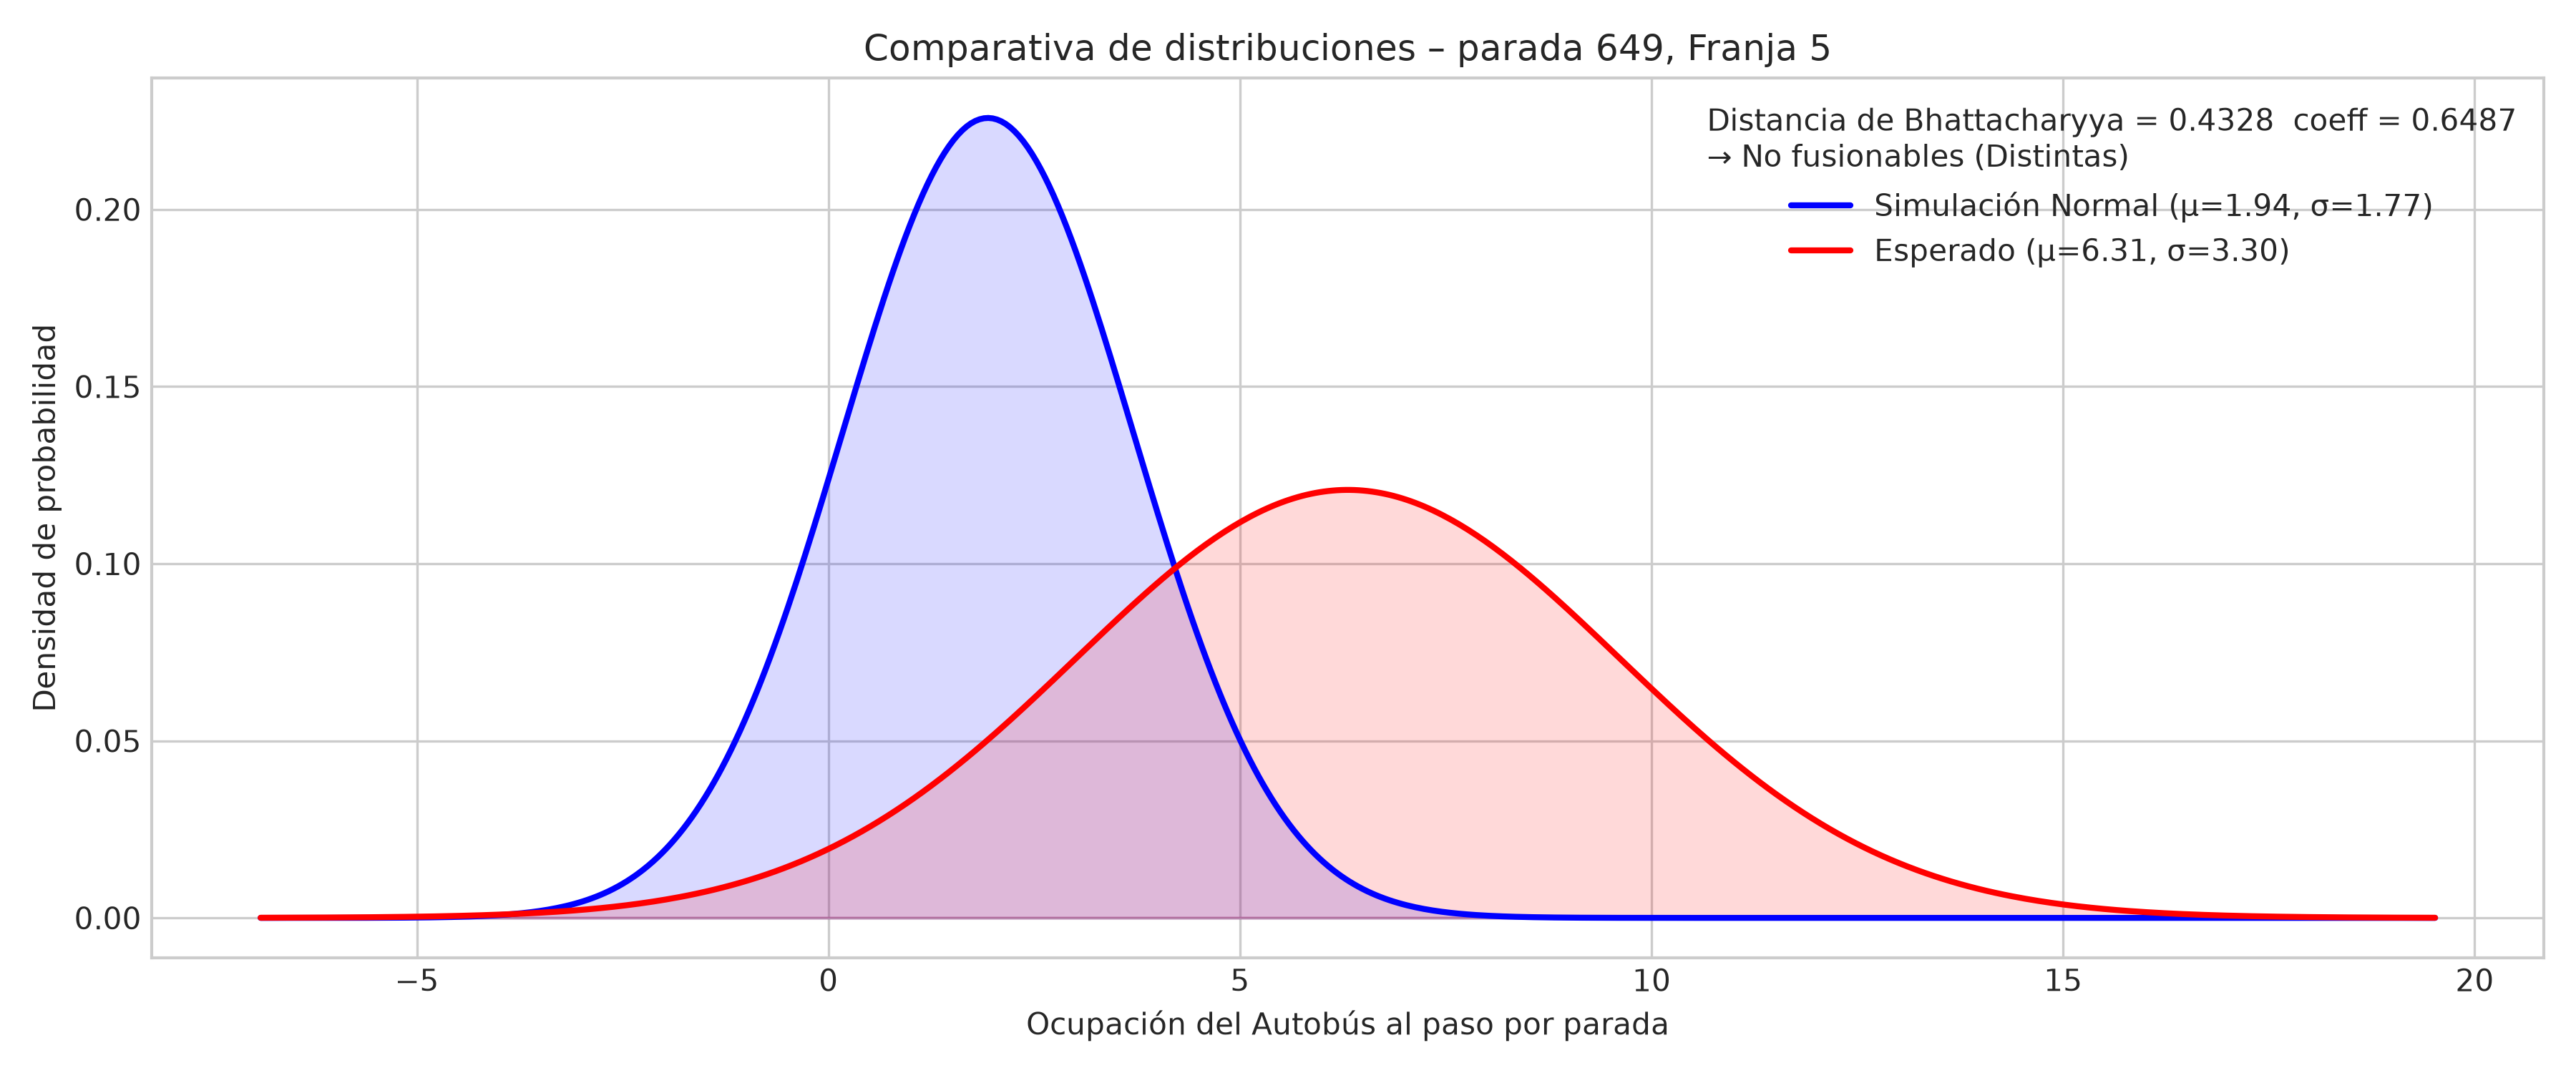 Comparativa de distribuciones – parada 649, Franja 5
Distancia de Bhattacharyya = 0.4328  coeff = 0.6487
→ No fusionables (Distintas)
Simulación Normal (μ=1.94, σ=1.77)
Esperado (μ=6.31, σ=3.30)
Densidad de probabilidad
0.20
0.15
0.10
0.05
0.00
−5 0 5 10 15 20
Ocupación del Autobús al paso por parada